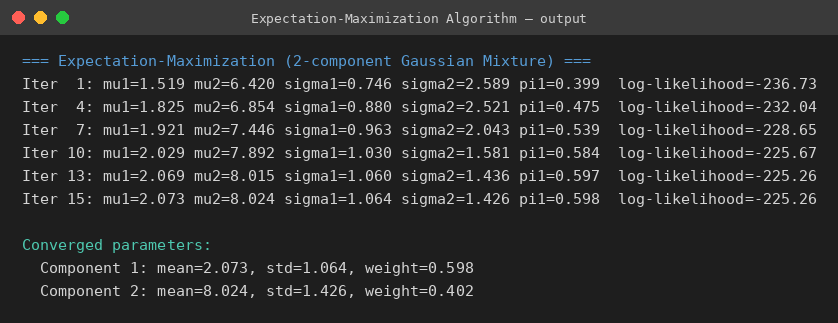 Expectation-Maximization Algorithm — output
=== Expectation-Maximization (2-component Gaussian Mixture) ===
Iter  1: mu1=1.519 mu2=6.420 sigma1=0.746 sigma2=2.589 pi1=0.399  log-likelihood=-236.73
Iter  4: mu1=1.825 mu2=6.854 sigma1=0.880 sigma2=2.521 pi1=0.475  log-likelihood=-232.04
Iter  7: mu1=1.921 mu2=7.446 sigma1=0.963 sigma2=2.043 pi1=0.539  log-likelihood=-228.65
Iter 10: mu1=2.029 mu2=7.892 sigma1=1.030 sigma2=1.581 pi1=0.584  log-likelihood=-225.67
Iter 13: mu1=2.069 mu2=8.015 sigma1=1.060 sigma2=1.436 pi1=0.597  log-likelihood=-225.26
Iter 15: mu1=2.073 mu2=8.024 sigma1=1.064 sigma2=1.426 pi1=0.598  log-likelihood=-225.26
Converged parameters:
  Component 1: mean=2.073, std=1.064, weight=0.598
  Component 2: mean=8.024, std=1.426, weight=0.402